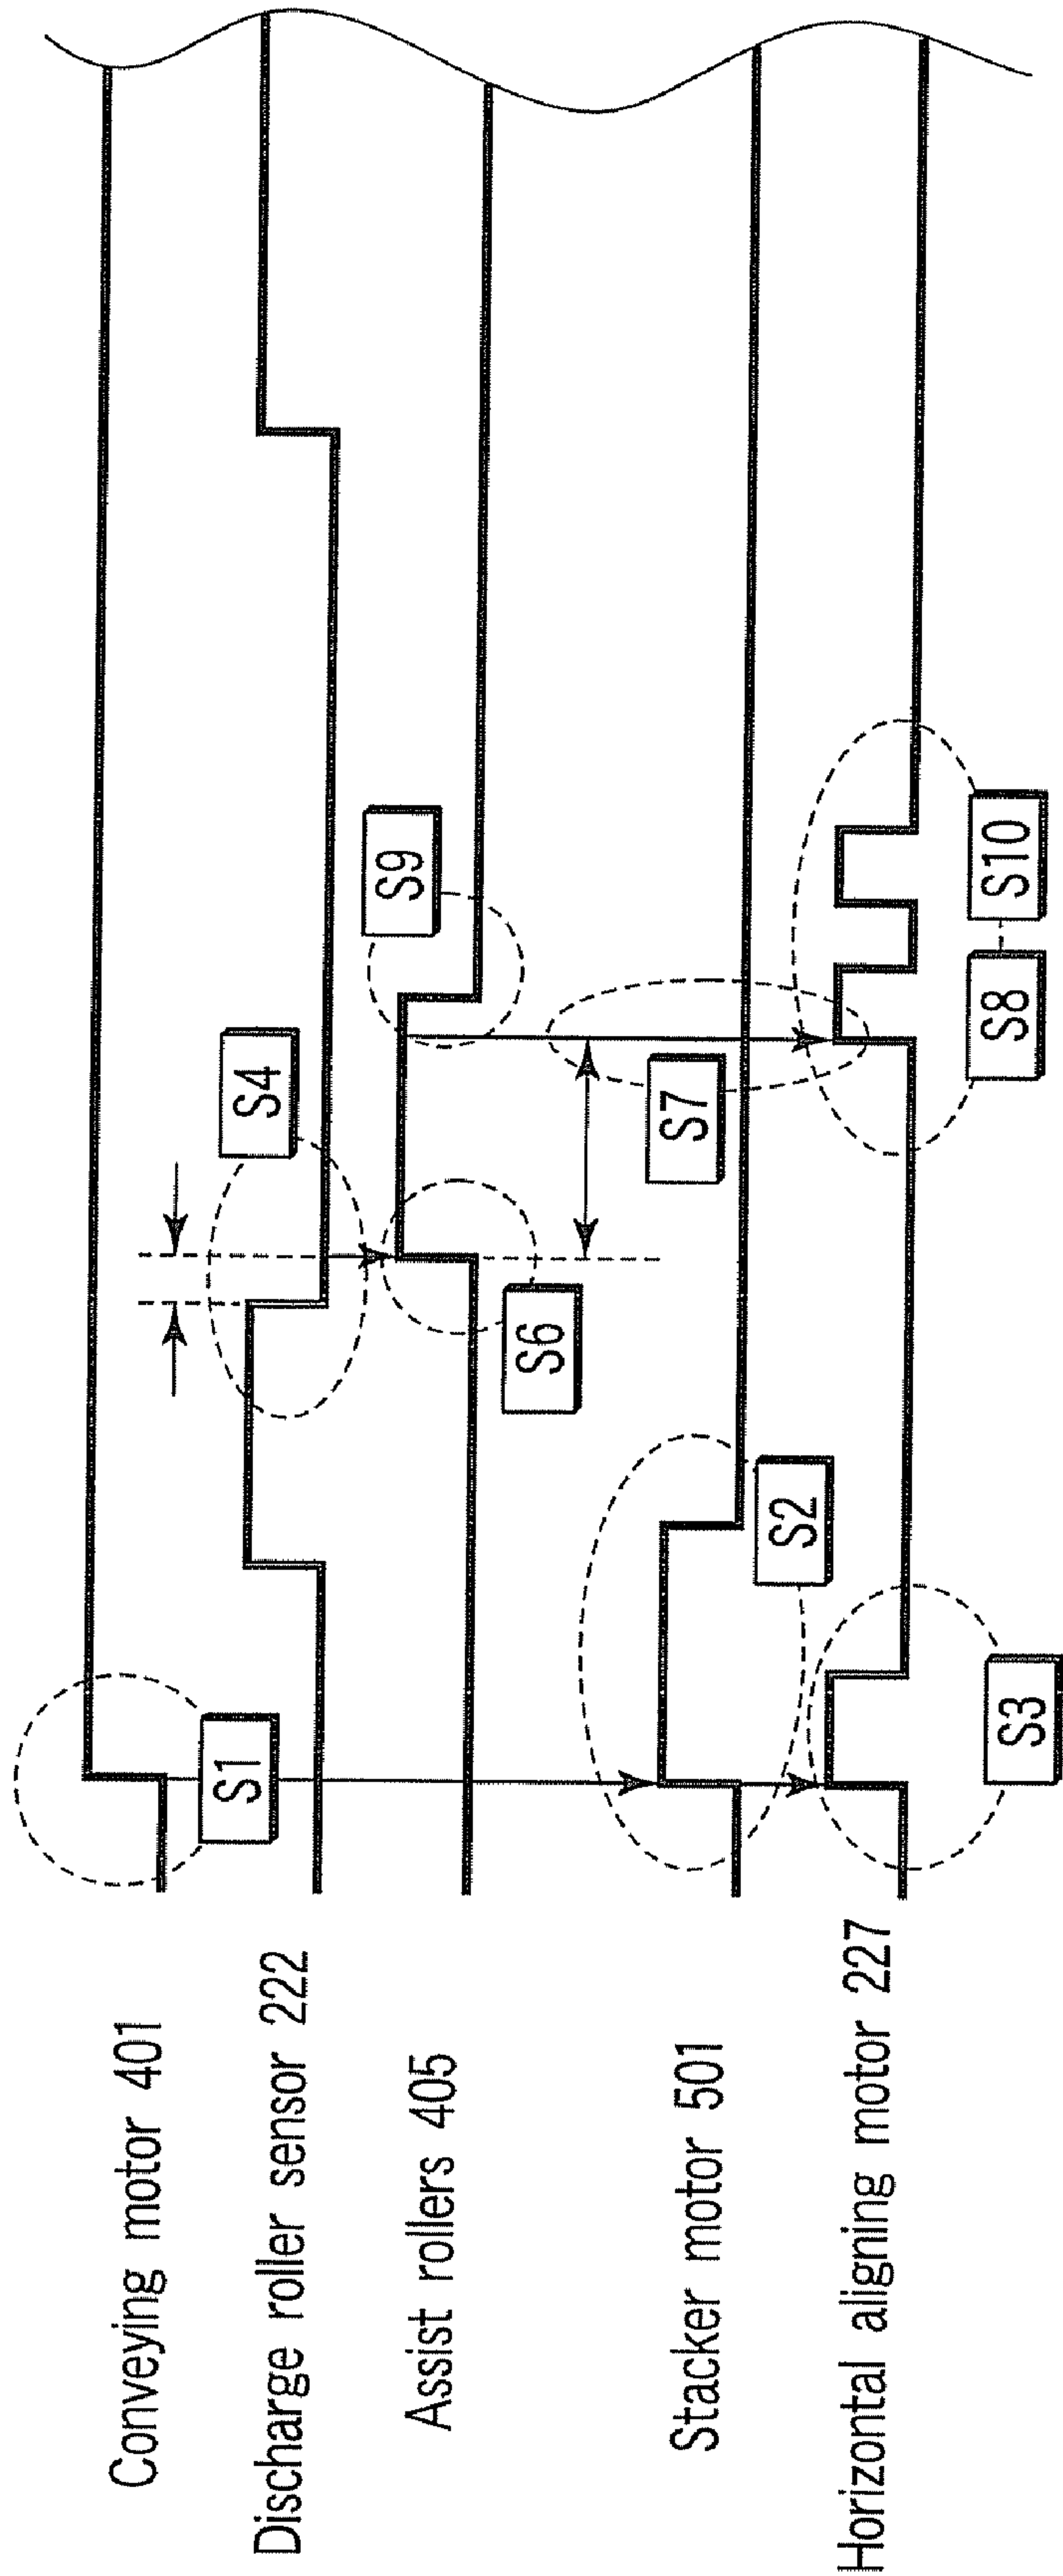 Conveying motor 401
Discharge roller sensor 222
Assist rollers 405
Stacker motor 501
Horizontal aligning motor 227
S1
S4
S9
S6
S7
S2
S3
S8
S10